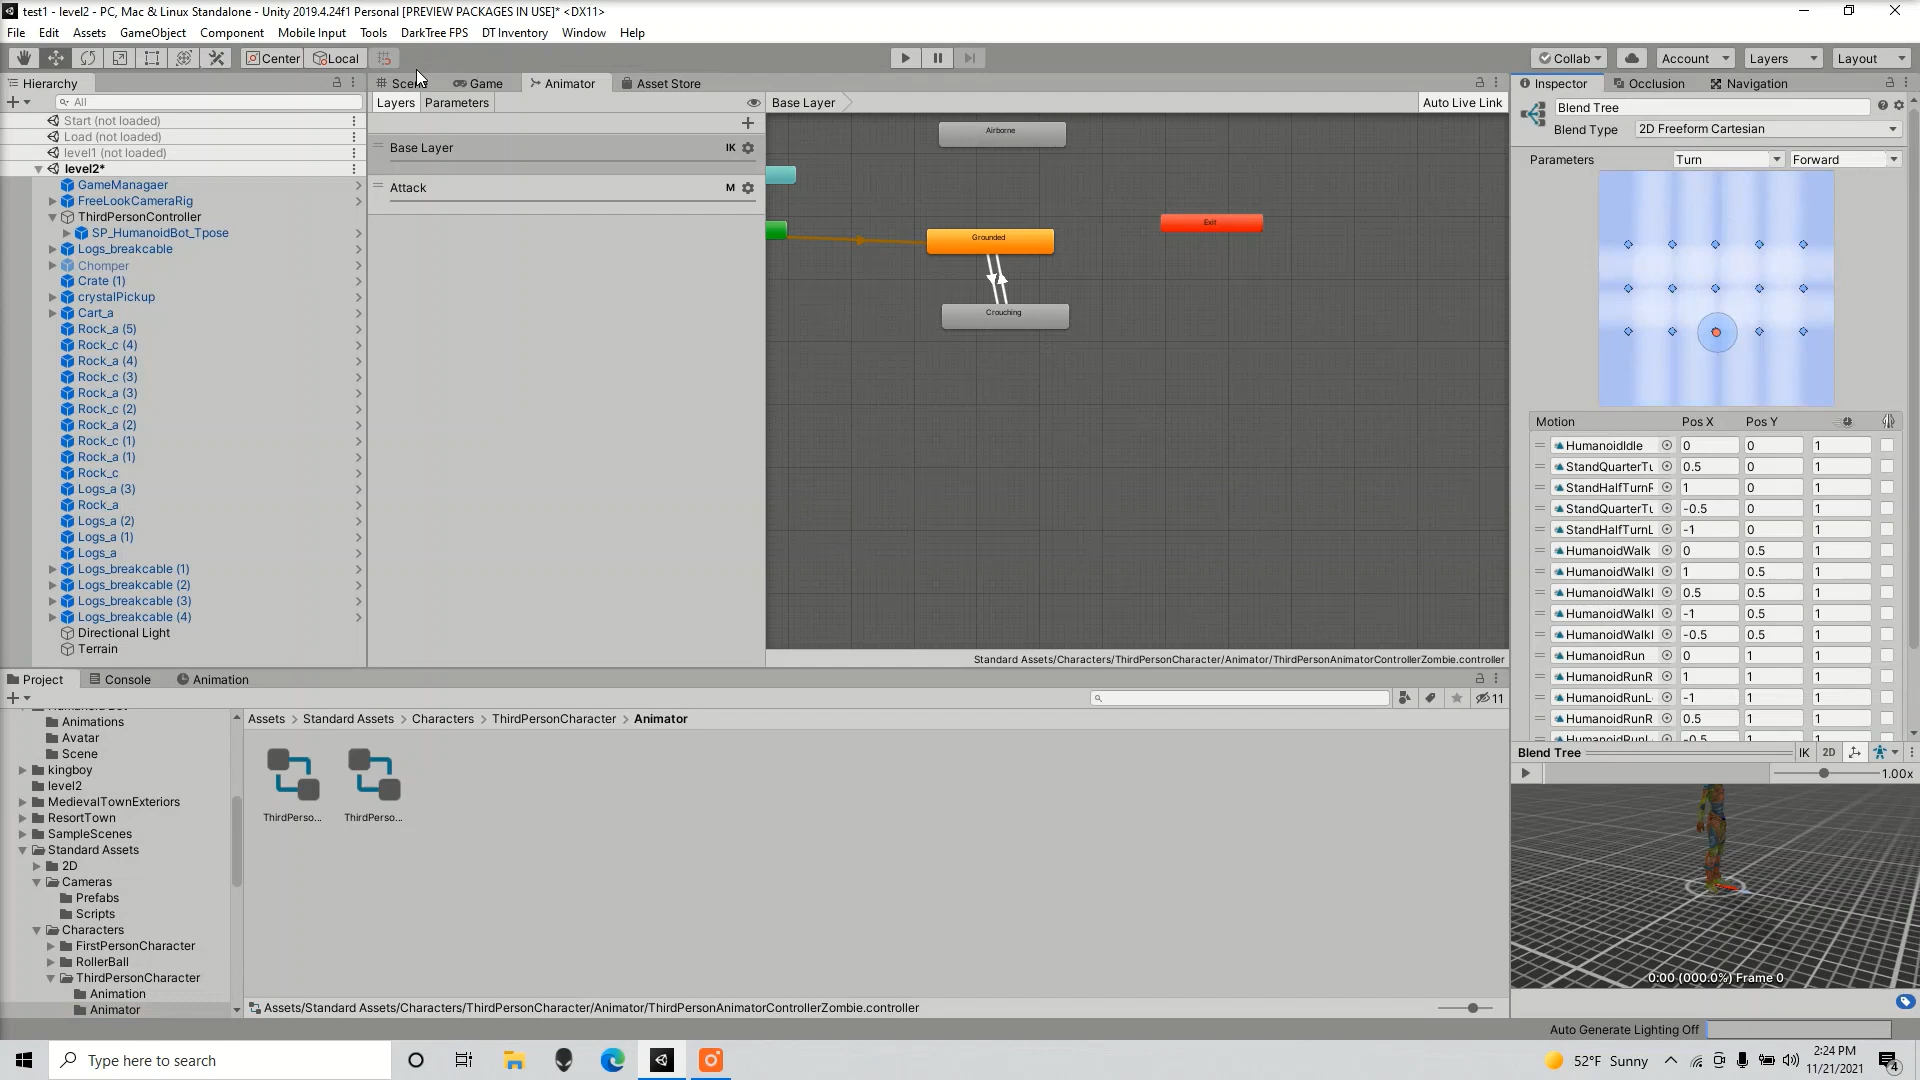 test1 - level2 - PC, Mac & Linux Standalone - Unity 2019.4.24f1 Personal [PREVIEW PACKAGES IN USE]* <DX11>
File Edit Assets GameObject Component Mobile Input Tools DarkTree FPS DT Inventory Window Help
Center Local Collab Account Layers Layout
Hierarchy
All
Start (not loaded)
Load (not loaded)
level1 (not loaded)
level2*
GameManagaer
FreeLookCameraRig
ThirdPersonController
SP_HumanoidBot_Tpose
Logs_breakcable
Chomper
Crate (1)
crystalPickup
Cart_a
Rock_a (5)
Rock_c (4)
Rock_a (4)
Rock_c (3)
Rock_a (3)
Rock_c (2)
Rock_a (2)
Rock_c (1)
Rock_a (1)
Rock_c
Logs_a (3)
Rock_a
Logs_a (2)
Logs_a (1)
Logs_a
Logs_breakcable (1)
Logs_breakcable (2)
Logs_breakcable (3)
Logs_breakcable (4)
Directional Light
Terrain
Game Animator Asset Store
Layers Parameters Base Layer Auto Live Link
Base Layer IK
Attack M
Airborne
Exit
Grounded
Crouching
Standard Assets/Characters/ThirdPersonCharacter/Animator/ThirdPersonAnimatorControllerZombie.controller
Inspector Occlusion Navigation
Blend Tree
Blend Type 2D Freeform Cartesian
Parameters Turn Forward
Motion Pos X Pos Y
HumanoidIdle 0 0 1
StandQuarterTu 0.5 0 1
StandHalfTurnR 1 0 1
StandQuarterTu -0.5 0 1
StandHalfTurnL -1 0 1
HumanoidWalk 0 0.5 1
HumanoidWalkI 1 0.5 1
HumanoidWalkI 0.5 0.5 1
HumanoidWalkI -1 0.5 1
HumanoidWalkI -0.5 0.5 1
HumanoidRun 0 1 1
HumanoidRunR 1 1 1
HumanoidRunL -1 1 1
HumanoidRunR 0.5 1 1
Blend Tree IK 2D
1.00x
0:00 (000.0%) Frame 0
Project Console Animation
11
Animations
Avatar
Scene
kingboy
level2
MedievalTownExteriors
ResortTown
SampleScenes
Standard Assets
2D
Cameras
Prefabs
Scripts
Characters
FirstPersonCharacter
RollerBall
ThirdPersonCharacter
Animation
Animator
Assets > Standard Assets > Characters > ThirdPersonCharacter > Animator
ThirdPerso... ThirdPerso...
Assets/Standard Assets/Characters/ThirdPersonCharacter/Animator/ThirdPersonAnimatorControllerZombie.controller
Auto Generate Lighting Off
Type here to search
52°F Sunny
2:24 PM
11/21/2021
4